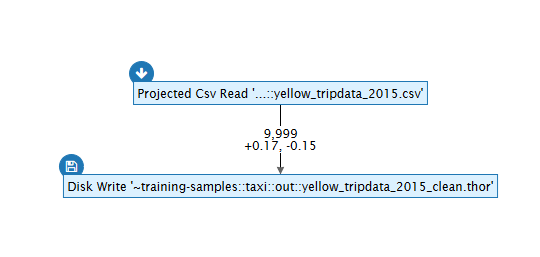 Projected Csv Read '...::yellow_tripdata_2015.csv'
9,999
+0.17, -0.15
Disk Write '~training-samples::taxi::out::yellow_tripdata_2015_clean.thor'